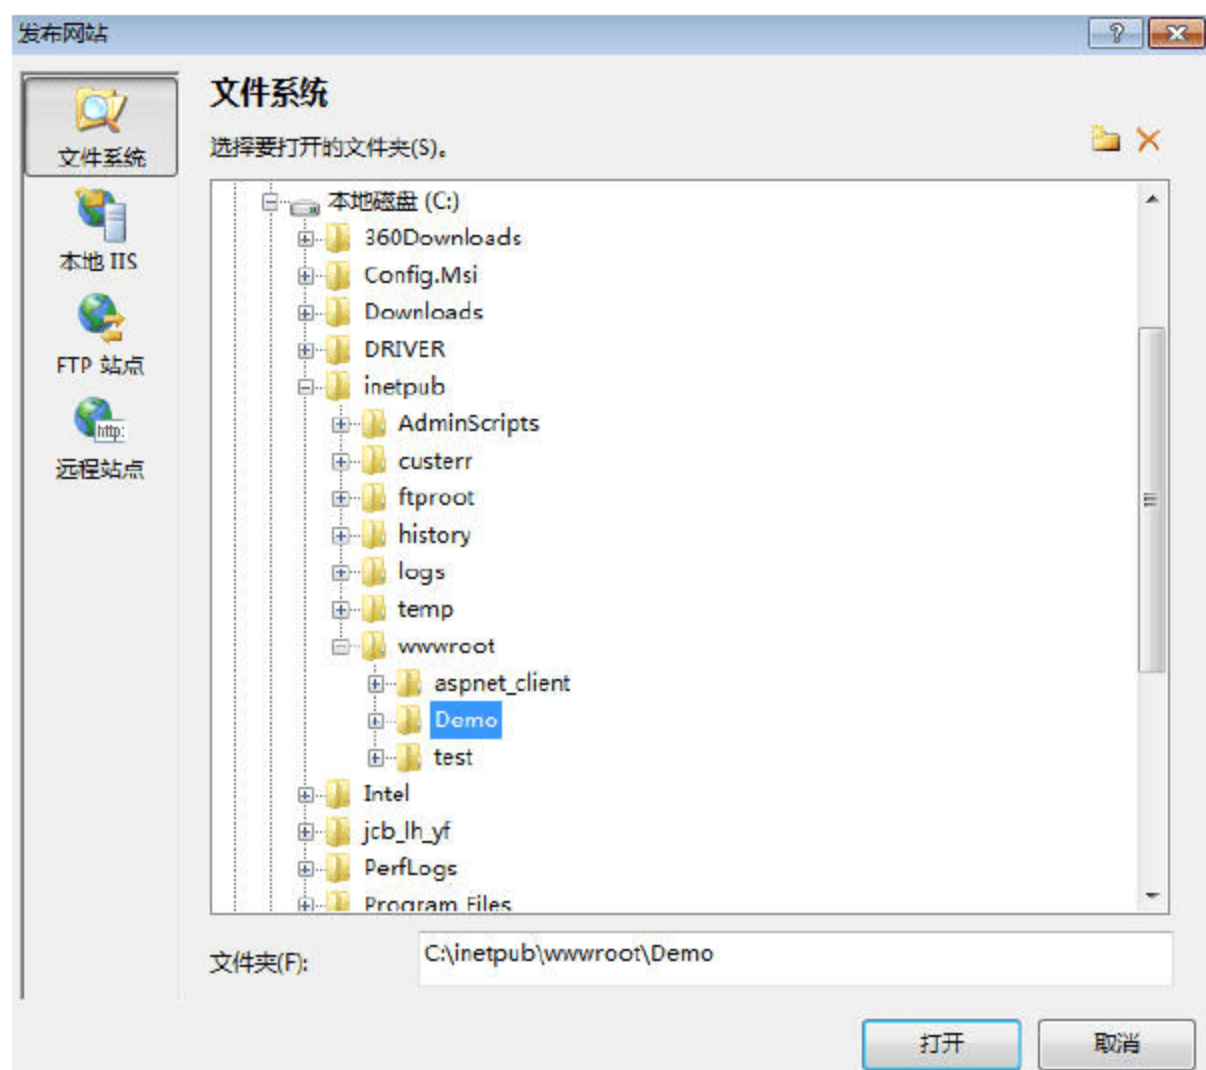 发布网站
文件系统
本地 IIS
FTP 站点
http:
远程站点
文件系统
选择要打开的文件夹(S)。
本地磁盘 (C:)
360Downloads
Config.Msi
Downloads
DRIVER
inetpub
AdminScripts
custerr
ftproot
history
logs
temp
wwwroot
aspnet_client
Demo
test
Intel
jcb_lh_yf
PerfLogs
Program Files
文件夹(F):
C:\inetpub\wwwroot\Demo
打开
取消